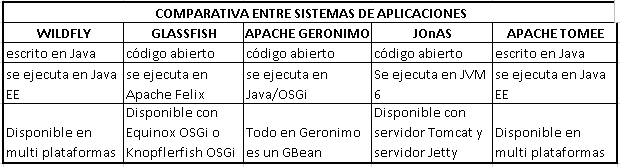 COMPARATIVA ENTRE SISTEMAS DE APLICACIONES
WILDFLY GLASSFISH APACHE GERONIMO JOnAS APACHE TOMEE
escrito en Java código abierto código abierto código abierto escrito en Java
se ejecuta en Java se ejecuta en se ejecuta en Se ejecuta en JVM se ejecuta en Java
EE Apache Felix Java/OSGi 6 EE
Disponible con Disponible con
Disponible en Equinox OSGi o Todo en Geronimo servidor Tomcat y Disponible en
multi plataformas Knopflerfish OSGi es un GBean servidor Jetty multi plataformas